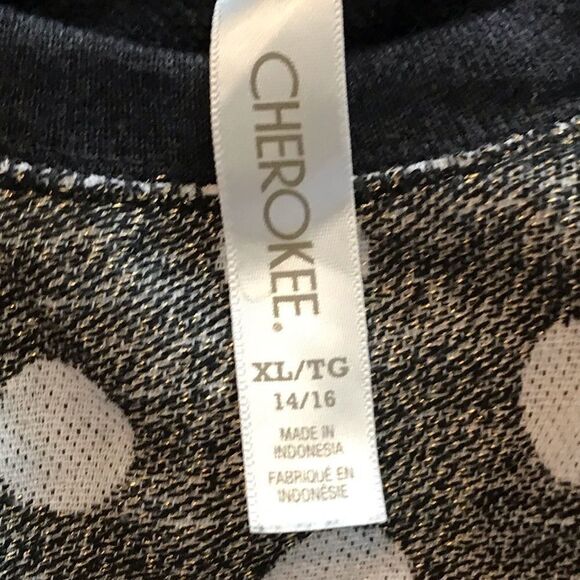 CHEROKEE.
XL/TG
14/16
MADE IN
INDONESIA
FABRIQUÉ EN
INDONÉSIE